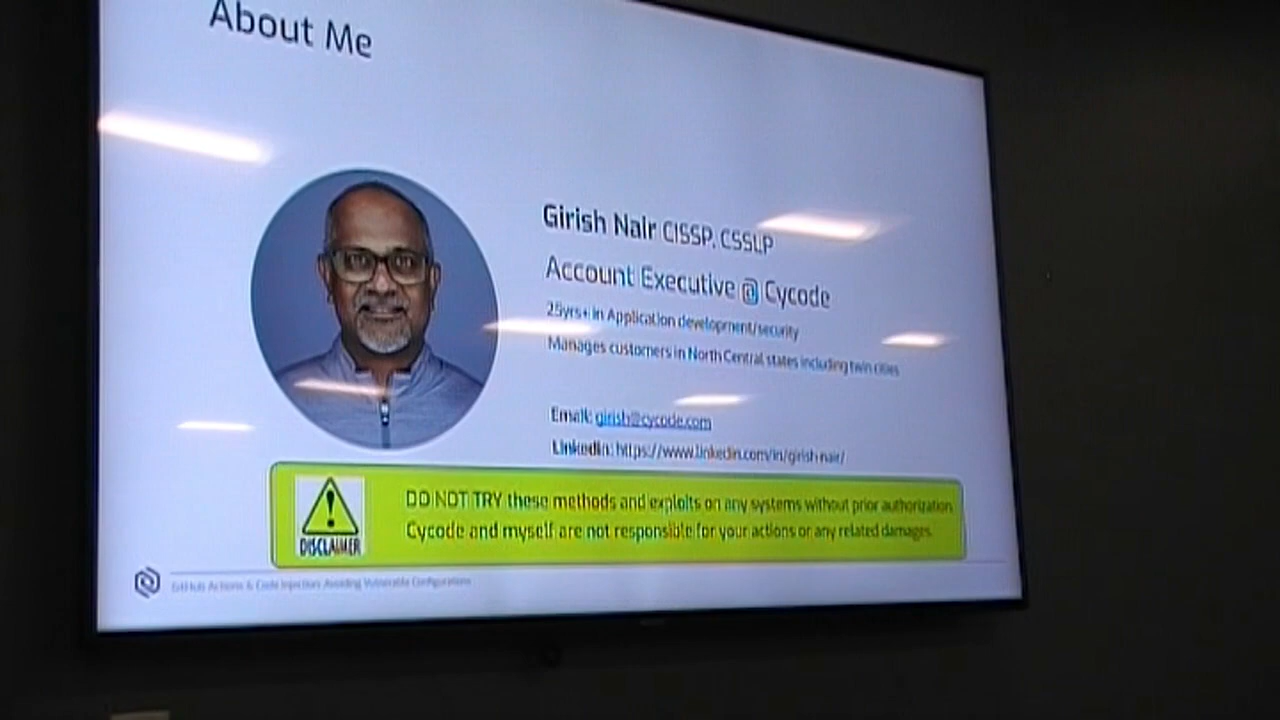 About Me
Girish Nair CISSP, CSSLP
Account Executive @ Cycode
25yrs+ in Application development/security
Manages customers in North Central states including twin cities
Email: girish@cycode.com
Linkedin: https://www.linkedin.com/in/girish-nair/
DO NOT TRY these methods and exploits on any systems without prior authorization
Cycode and myself are not responsible for your actions or any related damages.
DISCLAIMER
GitHub Actions & Code Injection: Avoiding Vulnerable Configurations